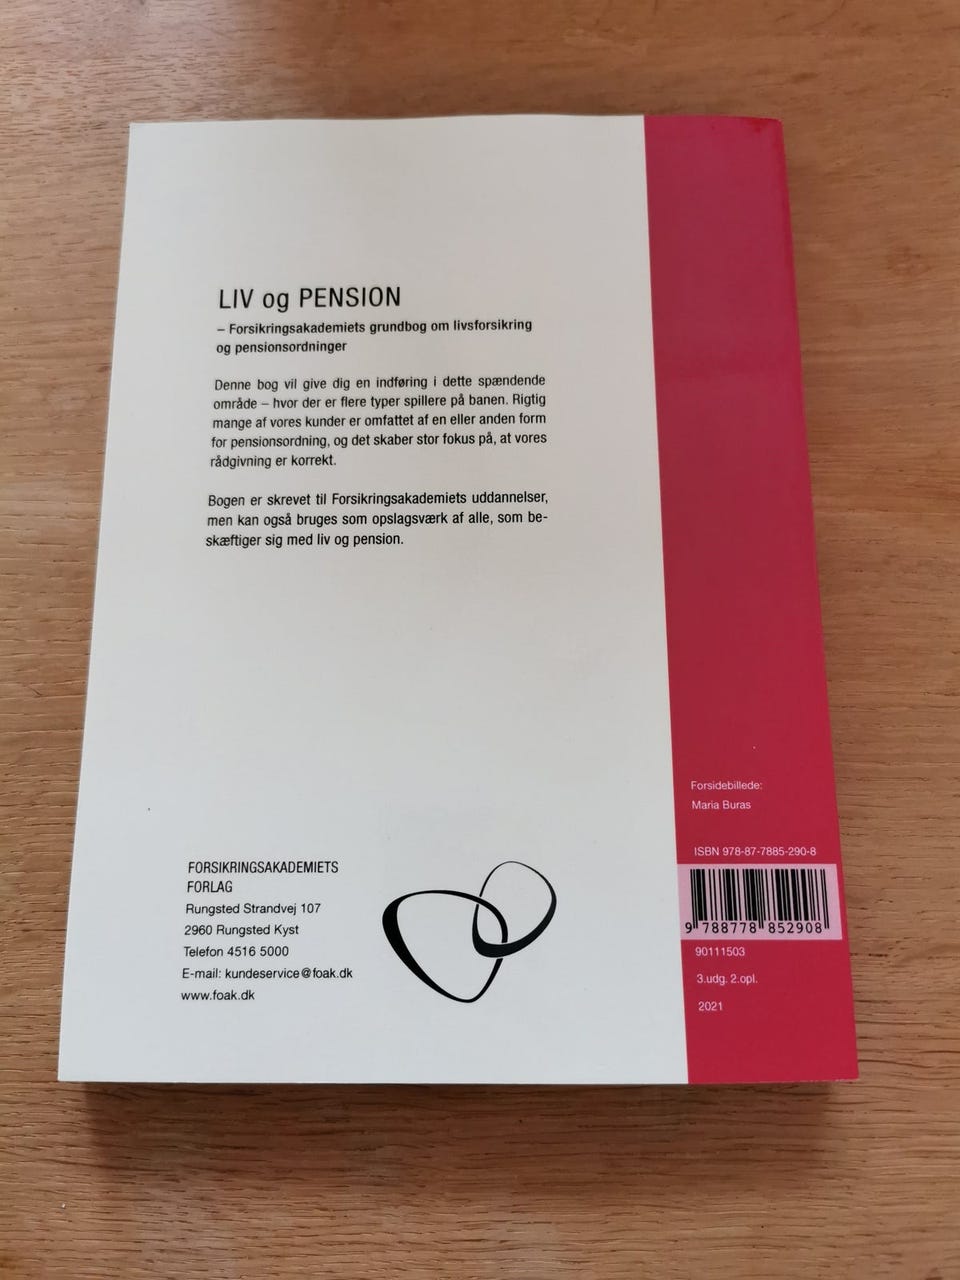 LIV og PENSION
– Forsikringsakademiets grundbog om livsforsikring
og pensionsordninger
Denne bog vil give dig en indføring i dette spændende
område – hvor der er flere typer spillere på banen. Rigtig
mange af vores kunder er omfattet af en eller anden form
for pensionsordning, og det skaber stor fokus på, at vores
rådgivning er korrekt.
Bogen er skrevet til Forsikringsakademiets uddannelser,
men kan også bruges som opslagsværk af alle, som be-
skæftiger sig med liv og pension.
FORSIKRINGSAKADEMIETS
FORLAG
Rungsted Strandvej 107
2960 Rungsted Kyst
Telefon 4516 5000
E-mail: kundeservice@foak.dk
www.foak.dk
Forsidebillede:
Maria Buras
ISBN 978-87-7885-290-8
9 788778 852908
90111503
3.udg. 2.opl.
2021